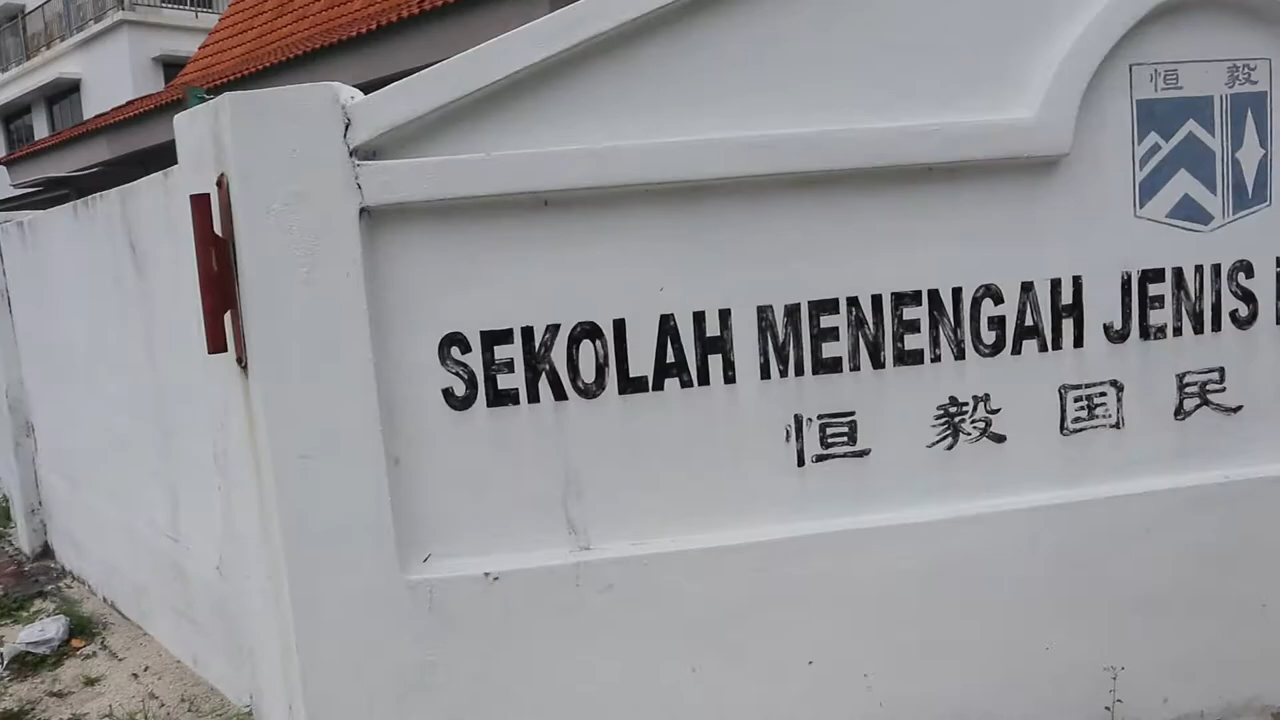 恒 毅
SEKOLAH MENENGAH JENIS
恒 毅 国 民